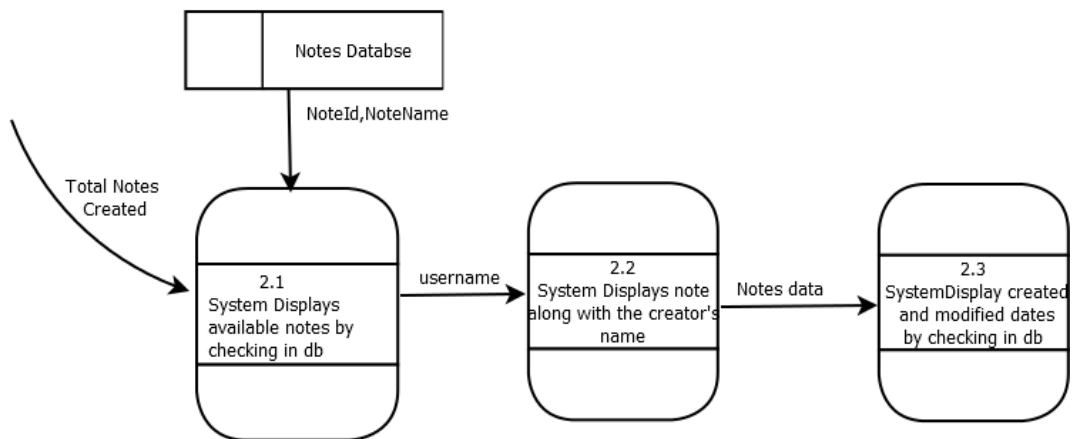 Notes Databse
NoteId,NoteName
Total Notes
Created
2.1
System Displays
available notes by
checking in db
username
2.2
System Displays note
along with the creator's
name
Notes data
2.3
SystemDisplay created
and modified dates
by checking in db